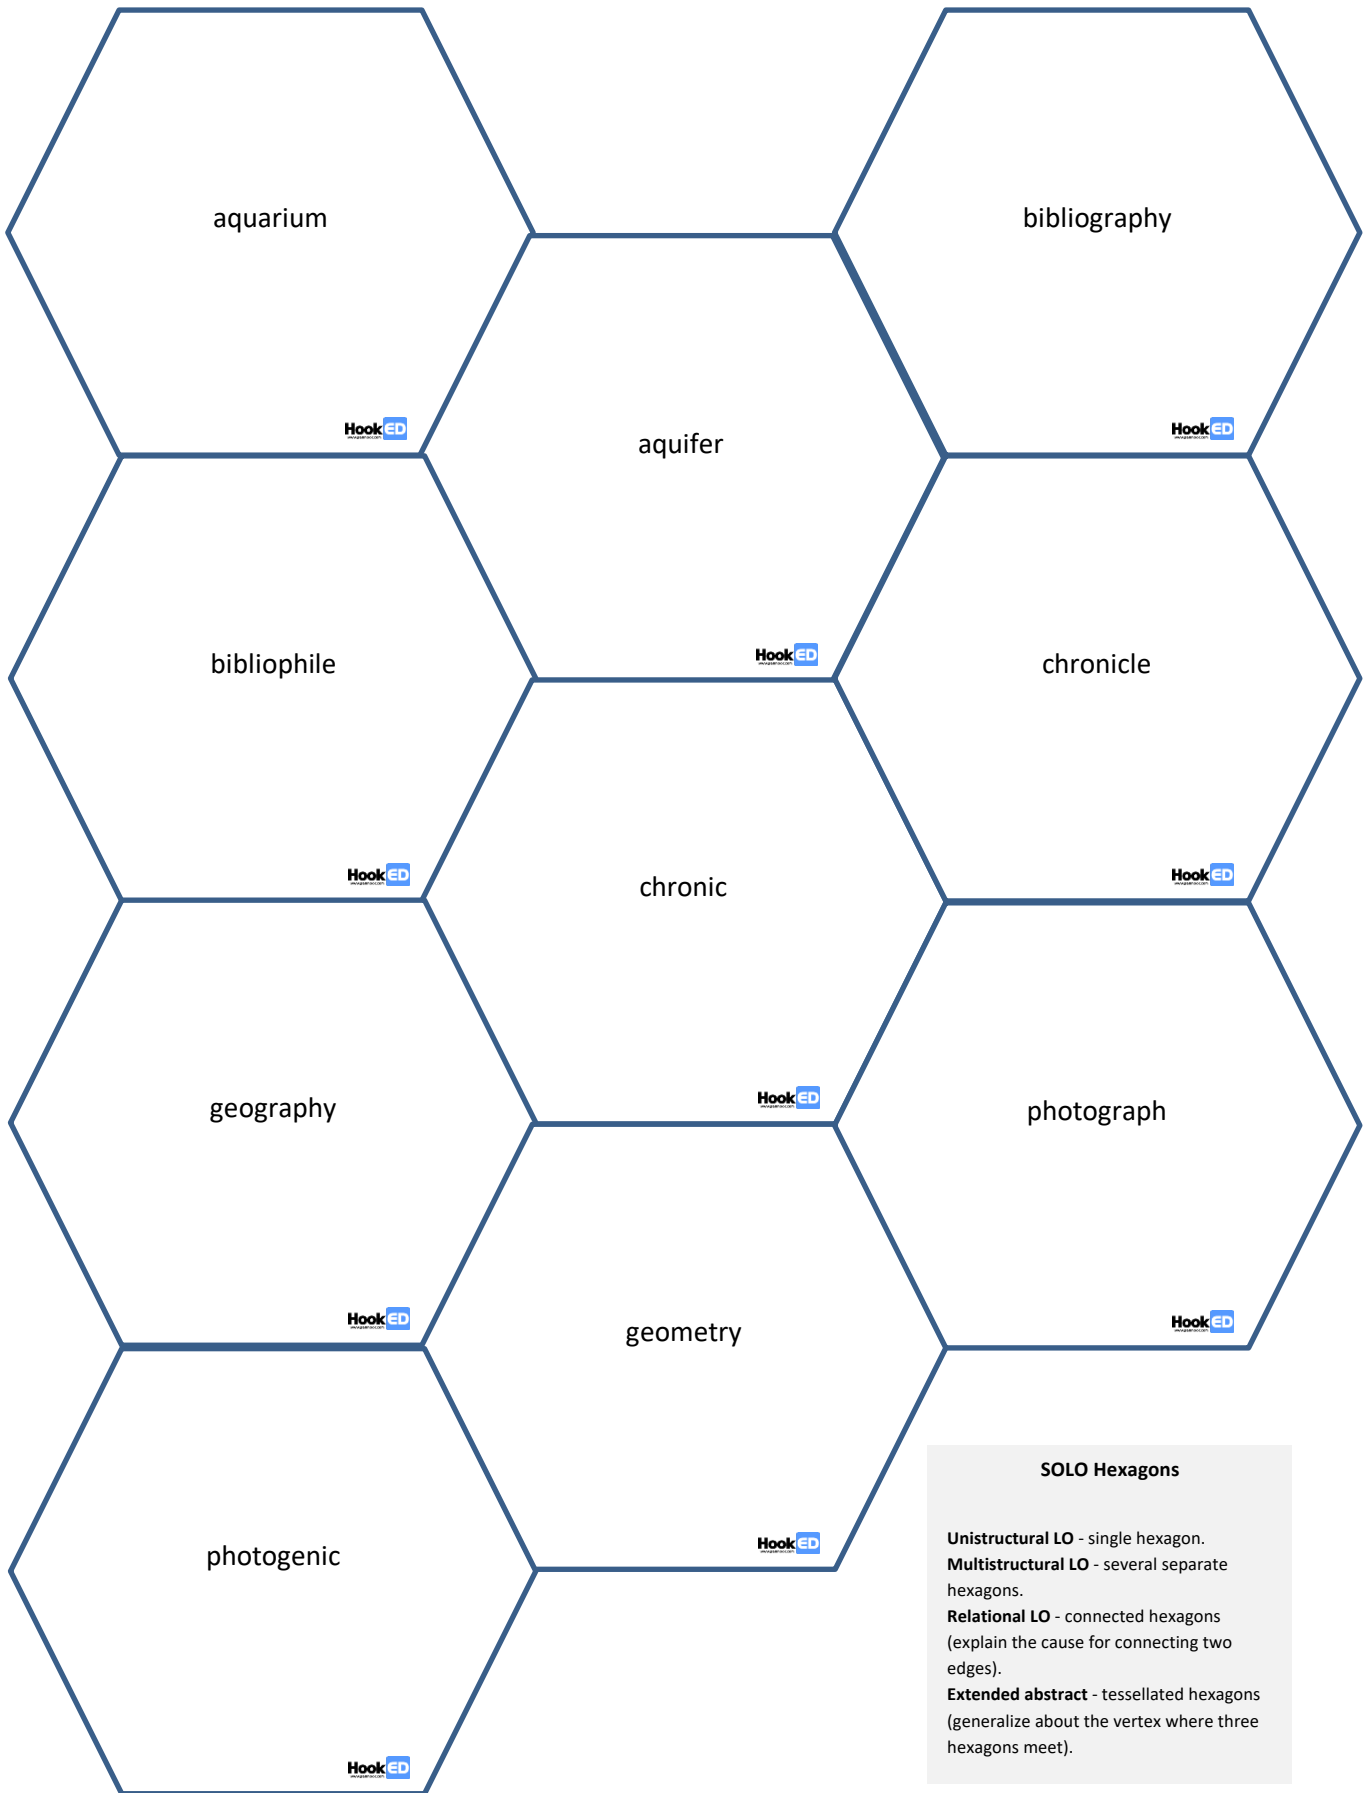 aquarium
bibliography
HookED
HookED
aquifer
HookED
bibliophile
chronicle
HookED
HookED
chronic
HookED
geography
photograph
HookED
HookED
geometry
HookED
photogenic
HookED
SOLO Hexagons
Unistructural LO - single hexagon.
Multistructural LO - several separate
hexagons.
Relational LO - connected hexagons
(explain the cause for connecting two
edges).
Extended abstract - tessellated hexagons
(generalize about the vertex where three
hexagons meet).